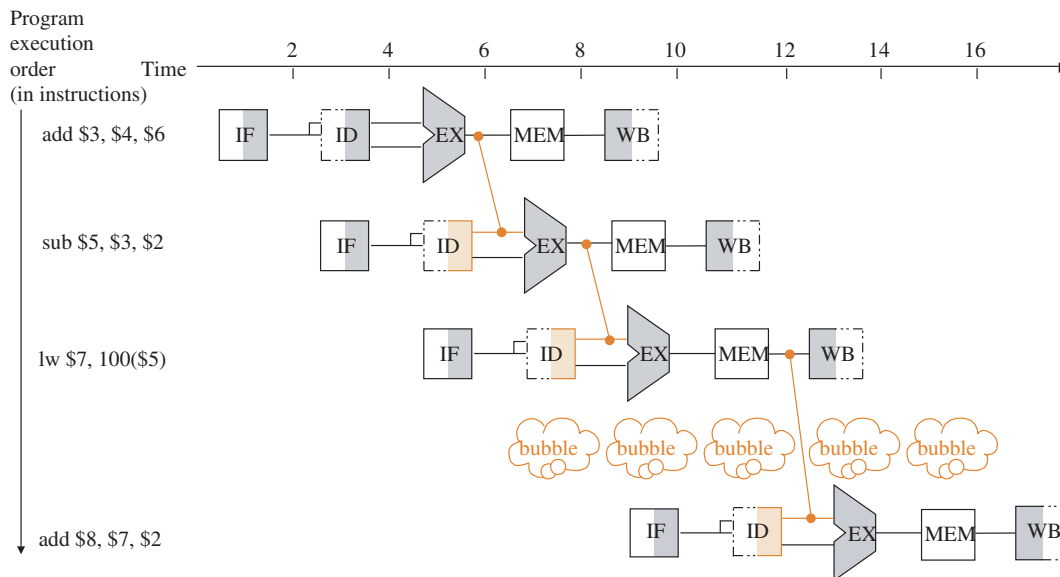 Program
execution
order
(in instructions)
Time
2 4 6 8 10 12 14 16
add $3, $4, $6
IF ID EX MEM WB
sub $5, $3, $2
IF ID EX MEM WB
lw $7, 100($5)
IF ID EX MEM WB
bubble bubble bubble bubble bubble
add $8, $7, $2
IF ID EX MEM WB